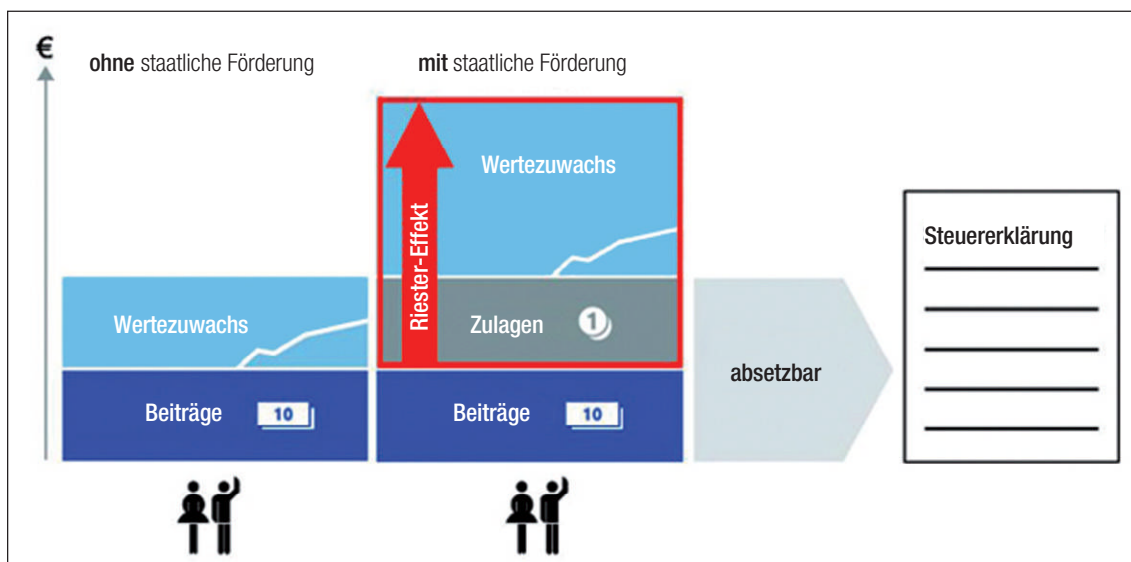 €
ohne staatliche Förderung
mit staatliche Förderung
Wertezuwachs
Riester-Effekt
Steuererklärung
Wertezuwachs
Zulagen 1
absetzbar
Beiträge 10
Beiträge 10